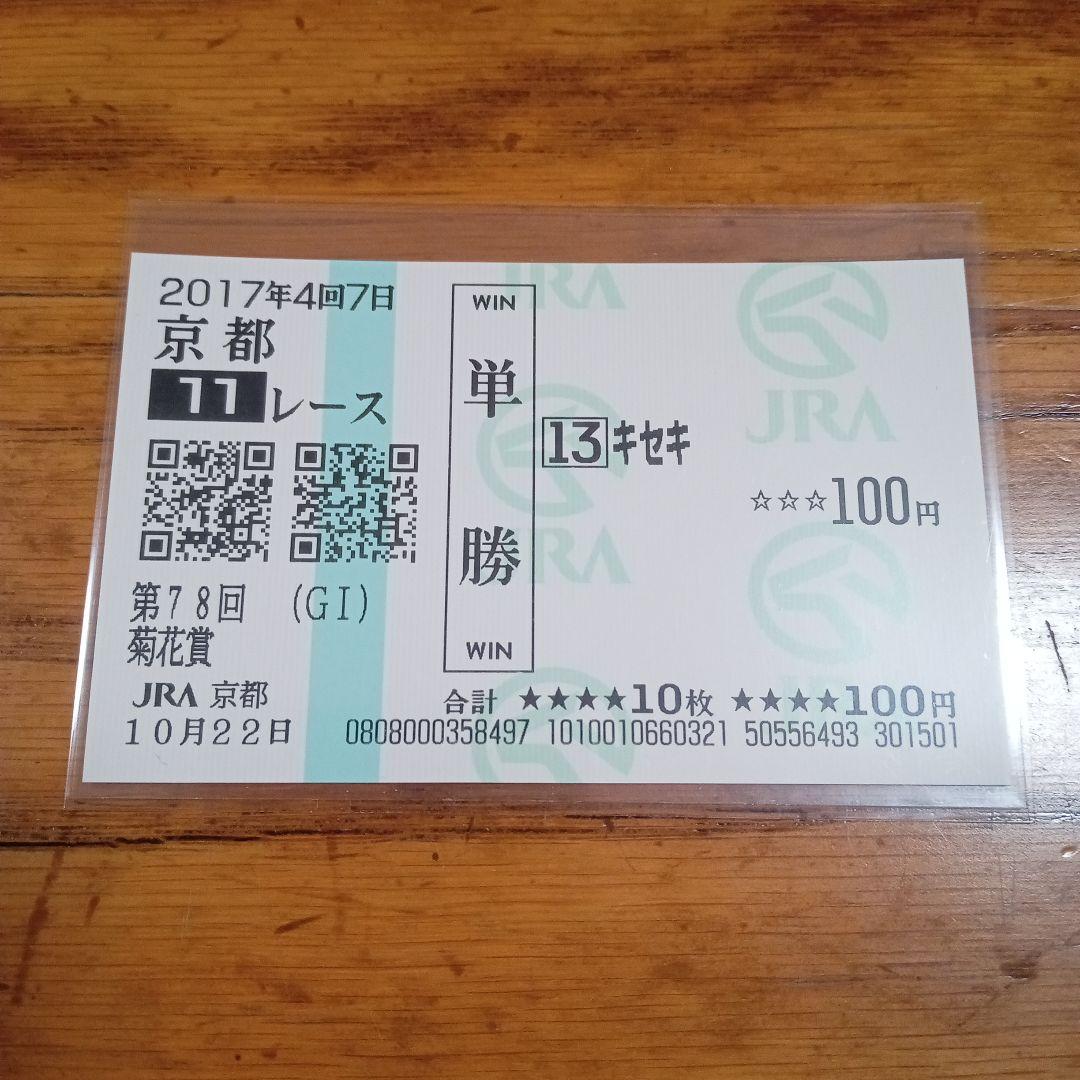 2017年4回7日
京都
11レース
第78回 (GI)
菊花賞
JRA 京都
10月22日
WIN
単勝
WIN
13 キセキ
☆☆☆100円
合計 ★★★★10枚 ★★★★100円
0808000358497 1010010660321 50556493 301501
JRA
JRA
JRA